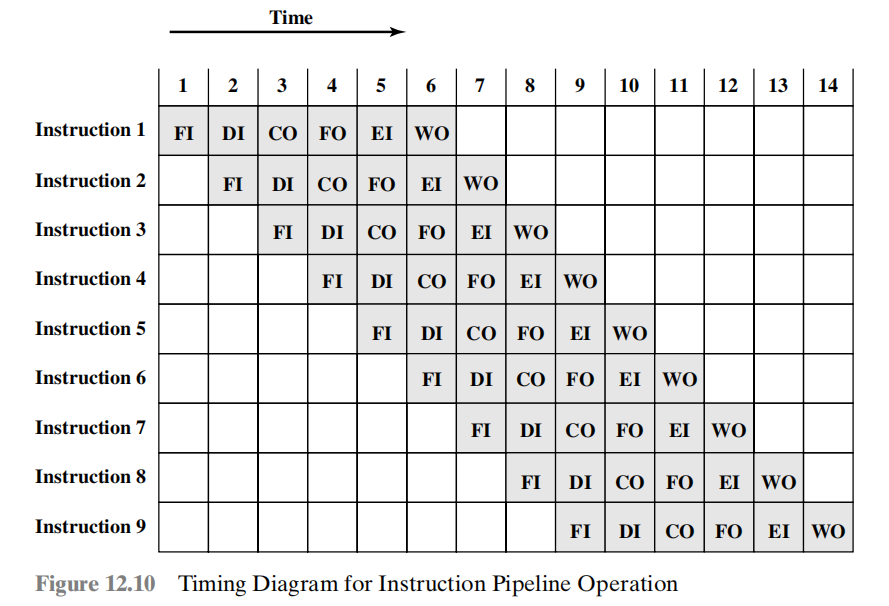 Time
1 2 3 4 5 6 7 8 9 10 11 12 13 14
Instruction 1 FI DI CO FO EI WO
Instruction 2 FI DI CO FO EI WO
Instruction 3 FI DI CO FO EI WO
Instruction 4 FI DI CO FO EI WO
Instruction 5 FI DI CO FO EI WO
Instruction 6 FI DI CO FO EI WO
Instruction 7 FI DI CO FO EI WO
Instruction 8 FI DI CO FO EI WO
Instruction 9 FI DI CO FO EI WO
Figure 12.10 Timing Diagram for Instruction Pipeline Operation